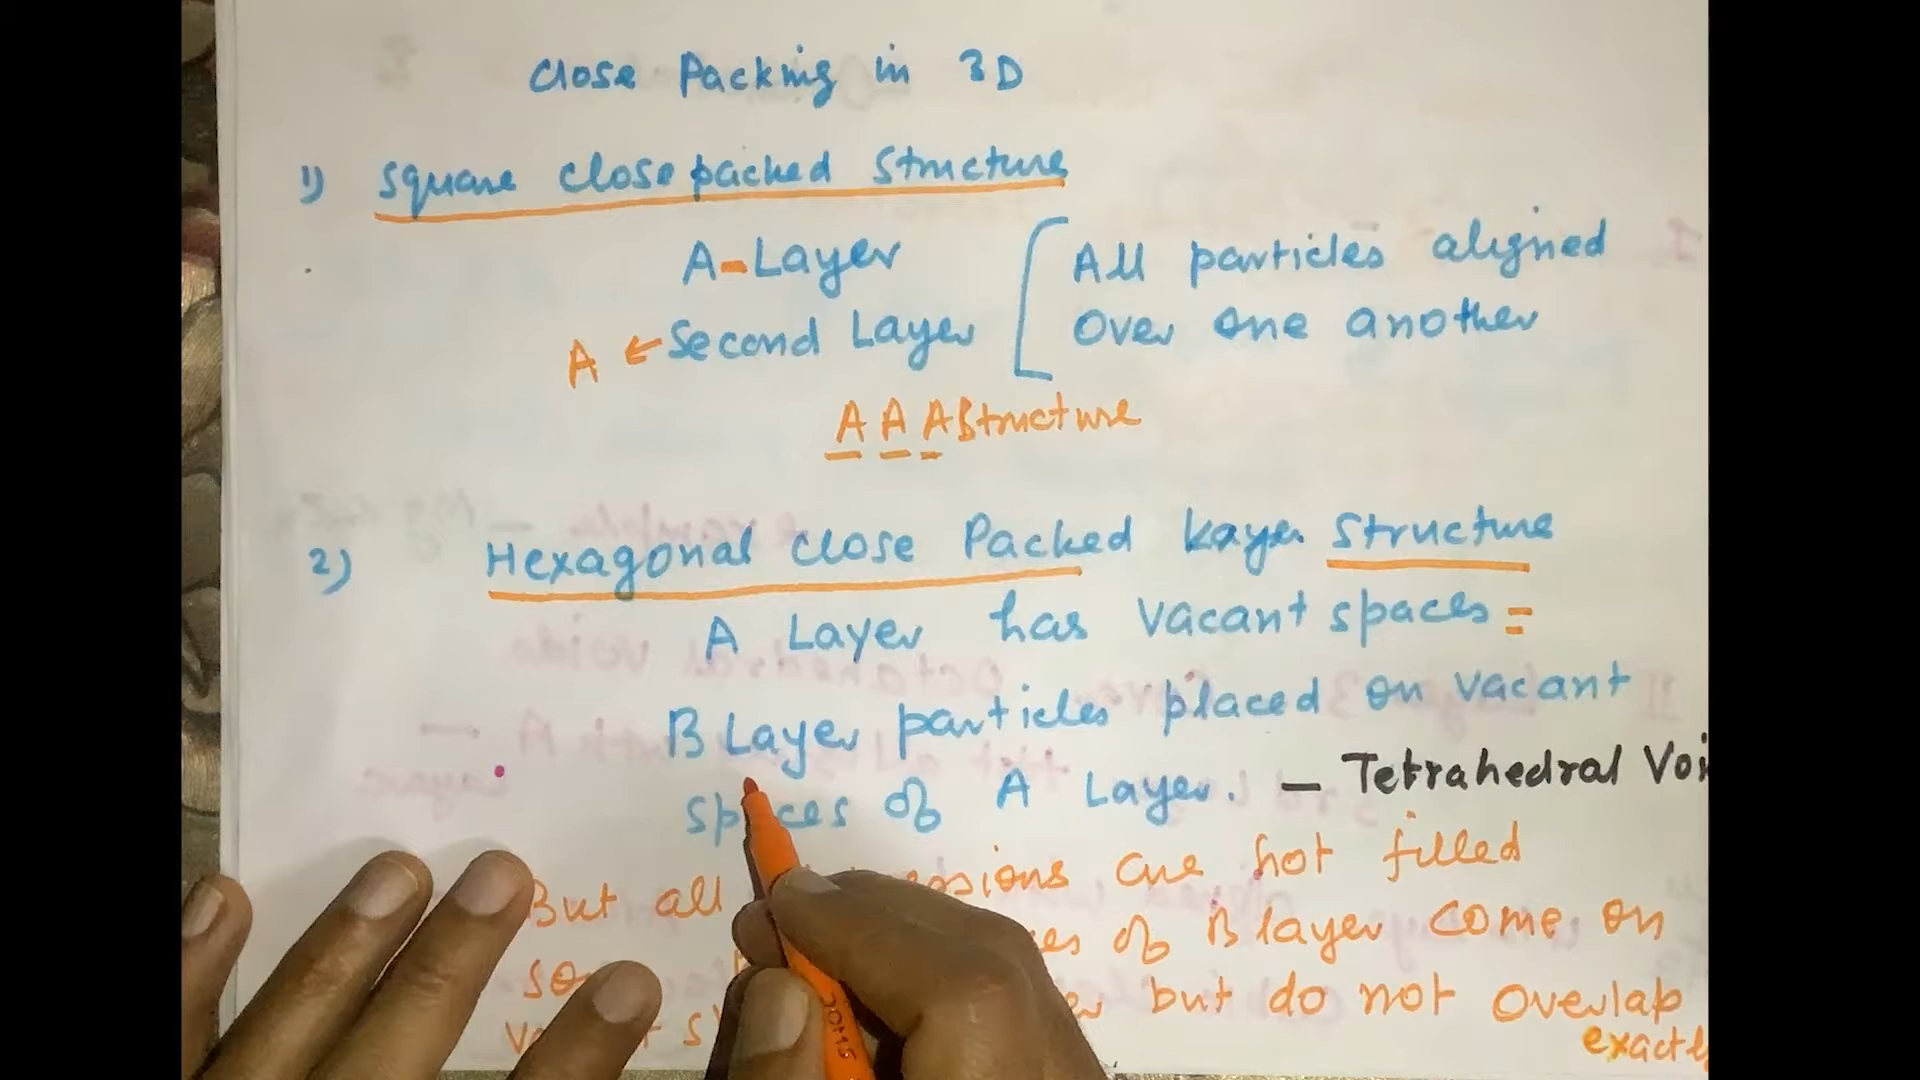 Close Packing in 3D
1) Square close packed Structure
A-Layer
A ← Second Layer
All particles aligned
Over one another
A A A Structure
2) Hexagonal close Packed Layer Structure
A Layer has vacant spaces =
B Layer particles placed on vacant
spaces of A Layer. - Tetrahedral Voi
But all are not filled
of B layer come on
but do not overlap
exactly
DOMS